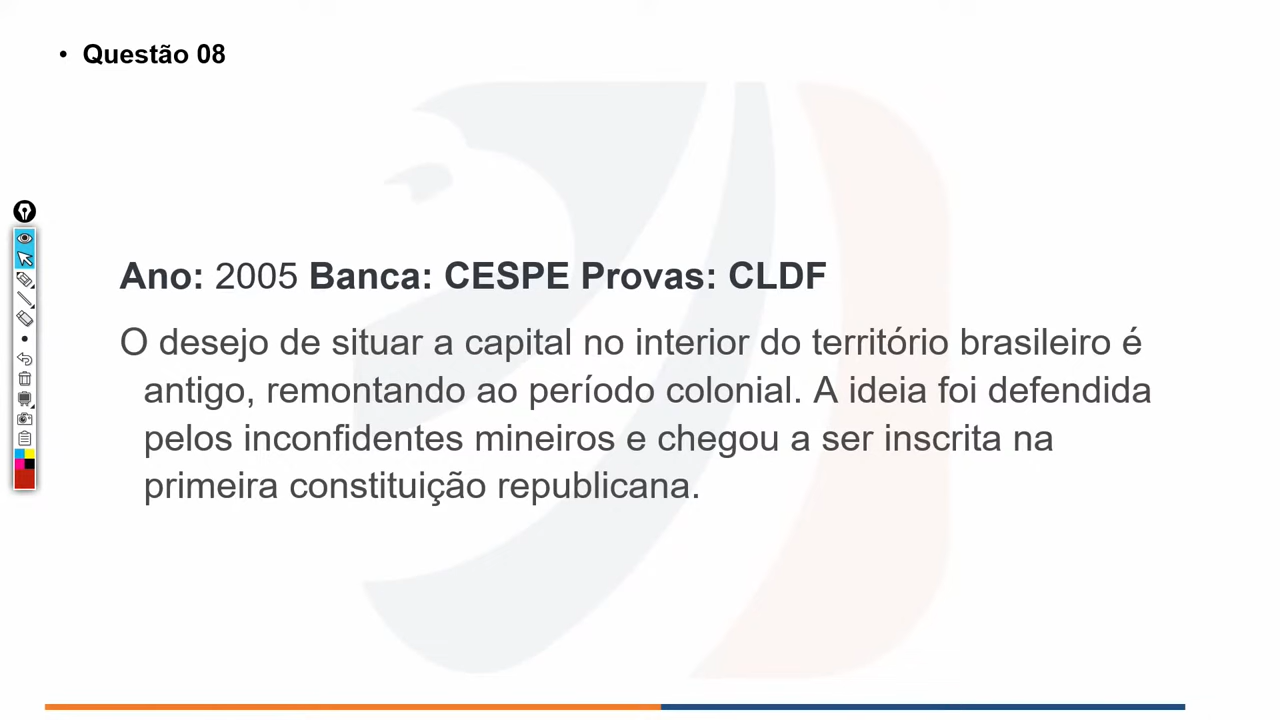 • Questão 08
Ano: 2005 Banca: CESPE Provas: CLDF
O desejo de situar a capital no interior do território brasileiro é
antigo, remontando ao período colonial. A ideia foi defendida
pelos inconfidentes mineiros e chegou a ser inscrita na
primeira constituição republicana.